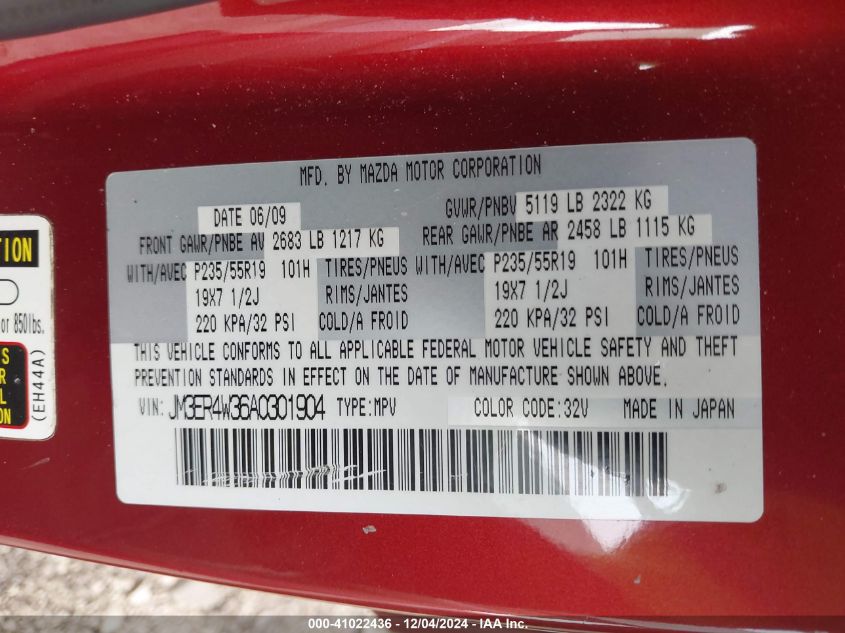 MFD. BY MAZDA MOTOR CORPORATION
DATE 06/09
GVWR/PNBV 5119 LB 2322 KG
FRONT GAWR/PNBE AV 2683 LB 1217 KG
REAR GAWR/PNBE AR 2458 LB 1115 KG
WITH/AVEC P235/55R19 101H TIRES/PNEUS WITH/AVEC P235/55R19 101H TIRES/PNEUS
19X7 1/2J RIMS/JANTES 19X7 1/2J RIMS/JANTES
220 KPA/32 PSI COLD/A FROID 220 KPA/32 PSI COLD/A FROID
THIS VEHICLE CONFORMS TO ALL APPLICABLE FEDERAL MOTOR VEHICLE SAFETY AND THEFT
PREVENTION STANDARDS IN EFFECT ON THE DATE OF MANUFACTURE SHOWN ABOVE.
VIN: JM3ER4W36A0301904 TYPE:MPV COLOR CODE:32V MADE IN JAPAN
TION
or 850lbs.
S
R
L
ON
(EH44A)
000-41022436 - 12/04/2024 - IAA Inc.